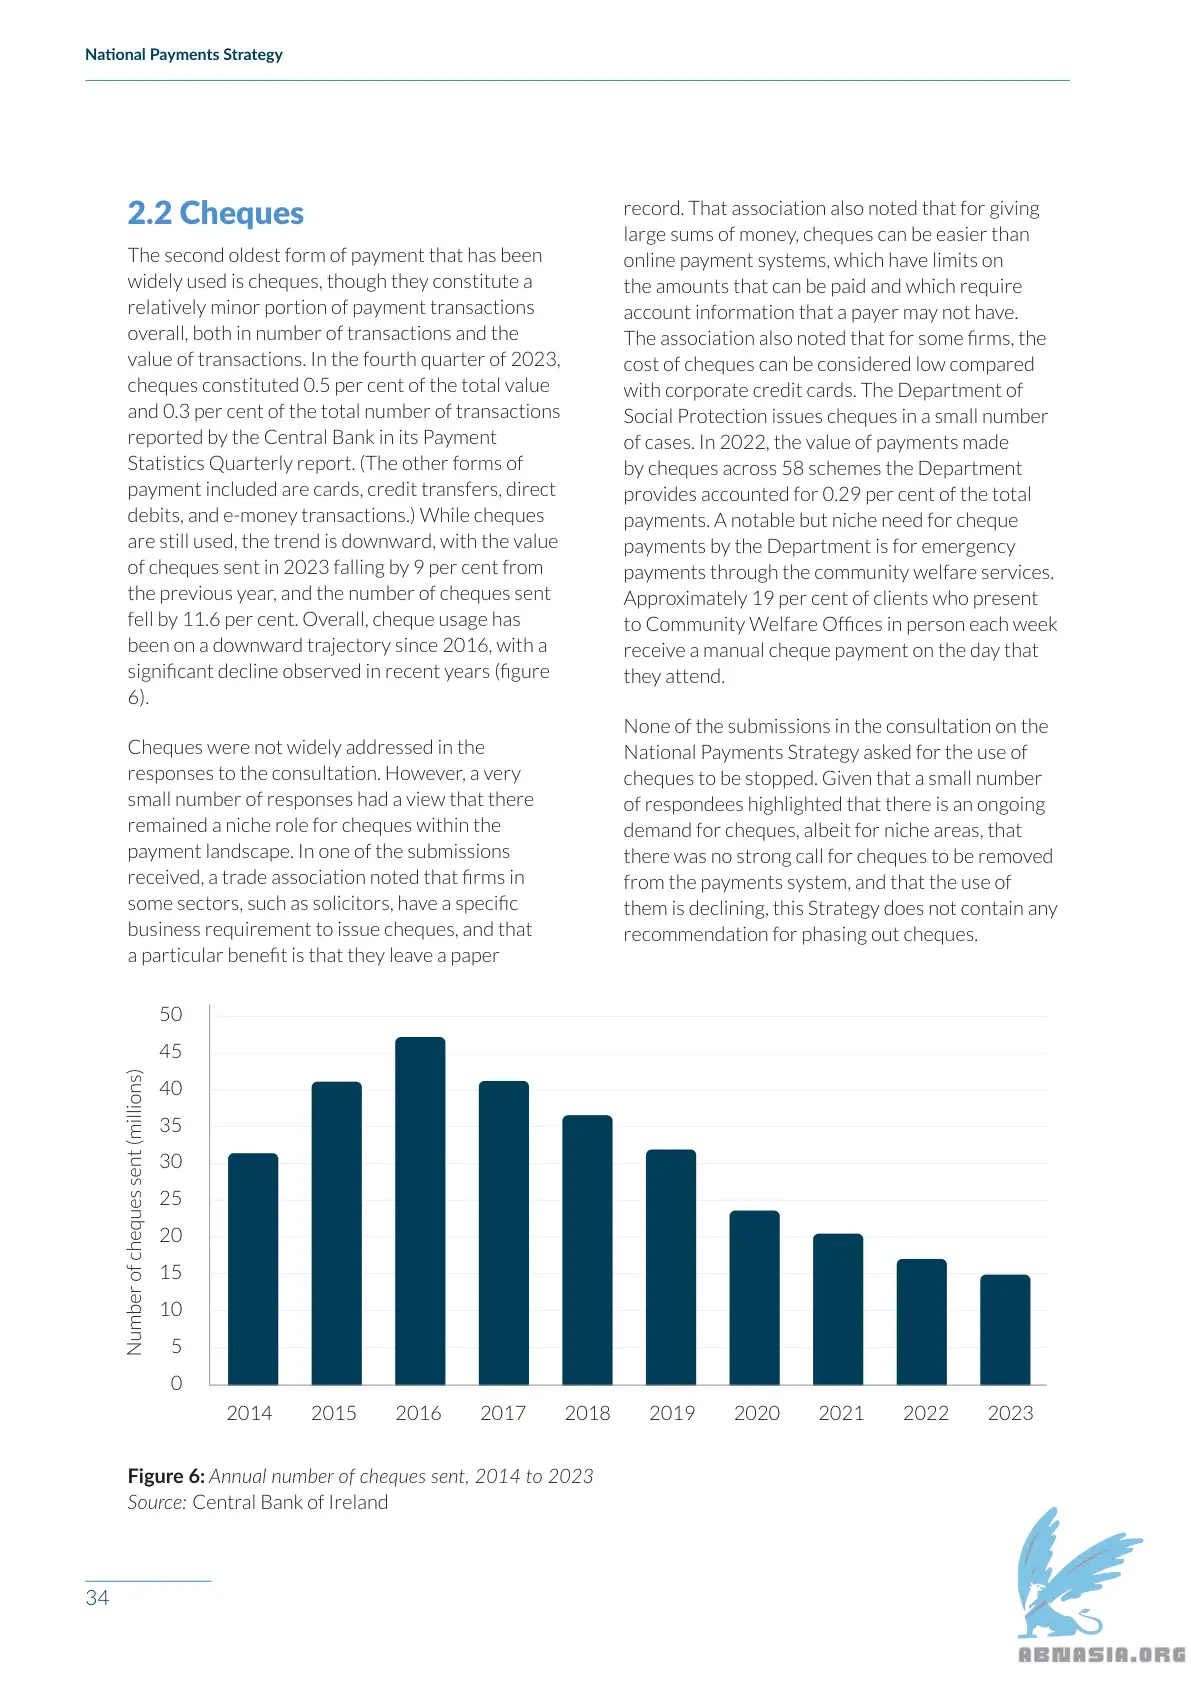 National Payments Strategy
2.2 Cheques
The second oldest form of payment that has been
widely used is cheques, though they constitute a
relatively minor portion of payment transactions
overall, both in number of transactions and the
value of transactions. In the fourth quarter of 2023,
cheques constituted 0.5 per cent of the total value
and 0.3 per cent of the total number of transactions
reported by the Central Bank in its Payment
Statistics Quarterly report. (The other forms of
payment included are cards, credit transfers, direct
debits, and e-money transactions.) While cheques
are still used, the trend is downward, with the value
of cheques sent in 2023 falling by 9 per cent from
the previous year, and the number of cheques sent
fell by 11.6 per cent. Overall, cheque usage has
been on a downward trajectory since 2016, with a
significant decline observed in recent years (figure
6).
Cheques were not widely addressed in the
responses to the consultation. However, a very
small number of responses had a view that there
remained a niche role for cheques within the
payment landscape. In one of the submissions
received, a trade association noted that firms in
some sectors, such as solicitors, have a specific
business requirement to issue cheques, and that
a particular benefit is that they leave a paper
record. That association also noted that for giving
large sums of money, cheques can be easier than
online payment systems, which have limits on
the amounts that can be paid and which require
account information that a payer may not have.
The association also noted that for some firms, the
cost of cheques can be considered low compared
with corporate credit cards. The Department of
Social Protection issues cheques in a small number
of cases. In 2022, the value of payments made
by cheques across 58 schemes the Department
provides accounted for 0.29 per cent of the total
payments. A notable but niche need for cheque
payments by the Department is for emergency
payments through the community welfare services.
Approximately 19 per cent of clients who present
to Community Welfare Offices in person each week
receive a manual cheque payment on the day that
they attend.
None of the submissions in the consultation on the
National Payments Strategy asked for the use of
cheques to be stopped. Given that a small number
of respondees highlighted that there is an ongoing
demand for cheques, albeit for niche areas, that
there was no strong call for cheques to be removed
from the payments system, and that the use of
them is declining, this Strategy does not contain any
recommendation for phasing out cheques.
Number of cheques sent (millions)
50
45
40
35
30
25
20
15
10
5
0
2014 2015 2016 2017 2018 2019 2020 2021 2022 2023
Figure 6: Annual number of cheques sent, 2014 to 2023
Source: Central Bank of Ireland
34
ABNASIA.ORG